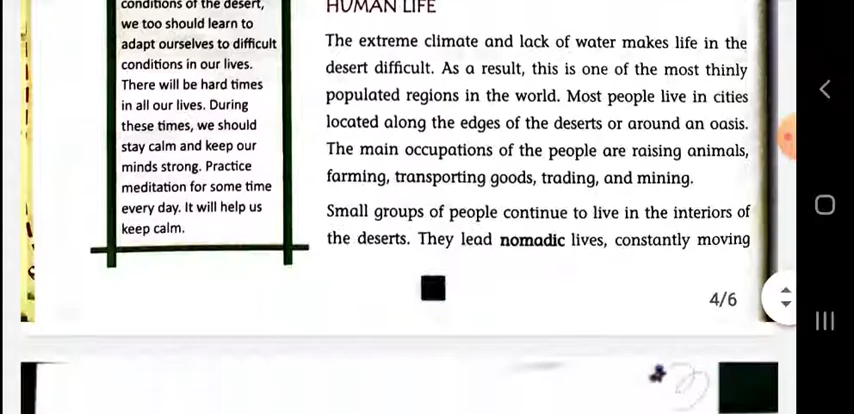 conditions of the desert,
we too should learn to
adapt ourselves to difficult
conditions in our lives.
There will be hard times
in all our lives. During
these times, we should
stay calm and keep our
minds strong. Practice
meditation for some time
every day. It will help us
keep calm.
HUMAN LIFE
The extreme climate and lack of water makes life in the
desert difficult. As a result, this is one of the most thinly
populated regions in the world. Most people live in cities
located along the edges of the deserts or around an oasis.
The main occupations of the people are raising animals,
farming, transporting goods, trading, and mining.
Small groups of people continue to live in the interiors of
the deserts. They lead nomadic lives, constantly moving
4/6